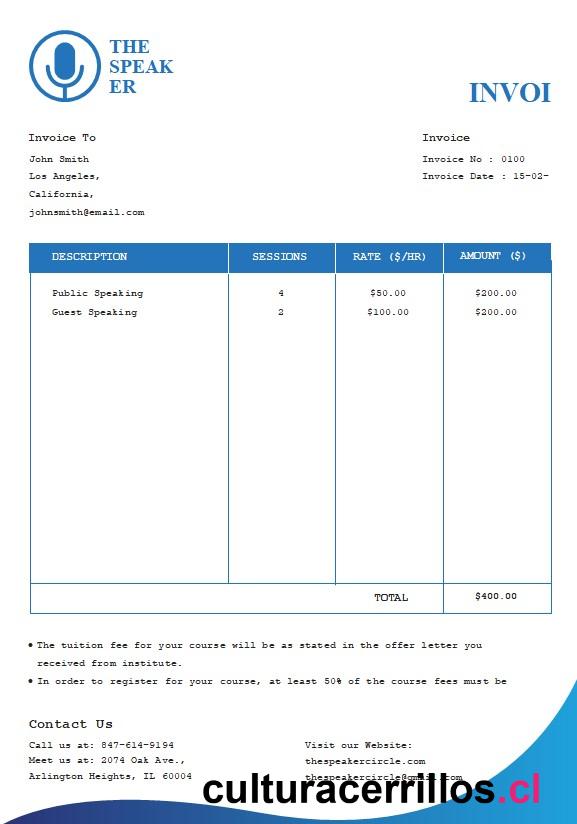 THE
SPEAK
ER
INVOI
Invoice To
John Smith
Los Angeles,
California,
johnsmith@email.com
Invoice
Invoice No : 0100
Invoice Date : 15-02-
DESCRIPTION SESSIONS RATE ($/HR) AMOUNT ($)
Public Speaking 4 $50.00 $200.00
Guest Speaking 2 $100.00 $200.00
TOTAL $400.00
• The tuition fee for your course will be as stated in the offer letter you
received from institute.
• In order to register for your course, at least 50% of the course fees must be
Contact Us
Call us at: 847-614-9194
Meet us at: 2074 Oak Ave.,
Arlington Heights, IL 60004
Visit our Website:
thespeakercircle.com
thespeakercircle@gmail.com
culturacerrillos.cl